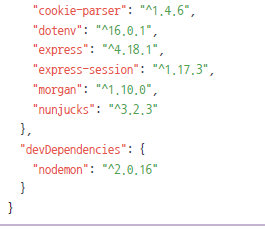 "cookie-parser": "^1.4.6",
"dotenv": "^16.0.1",
"express": "^4.18.1",
"express-session": "^1.17.3",
"morgan": "^1.10.0",
"nunjucks": "^3.2.3"
},
"devDependencies": {
"nodemon": "^2.0.16"
}
}